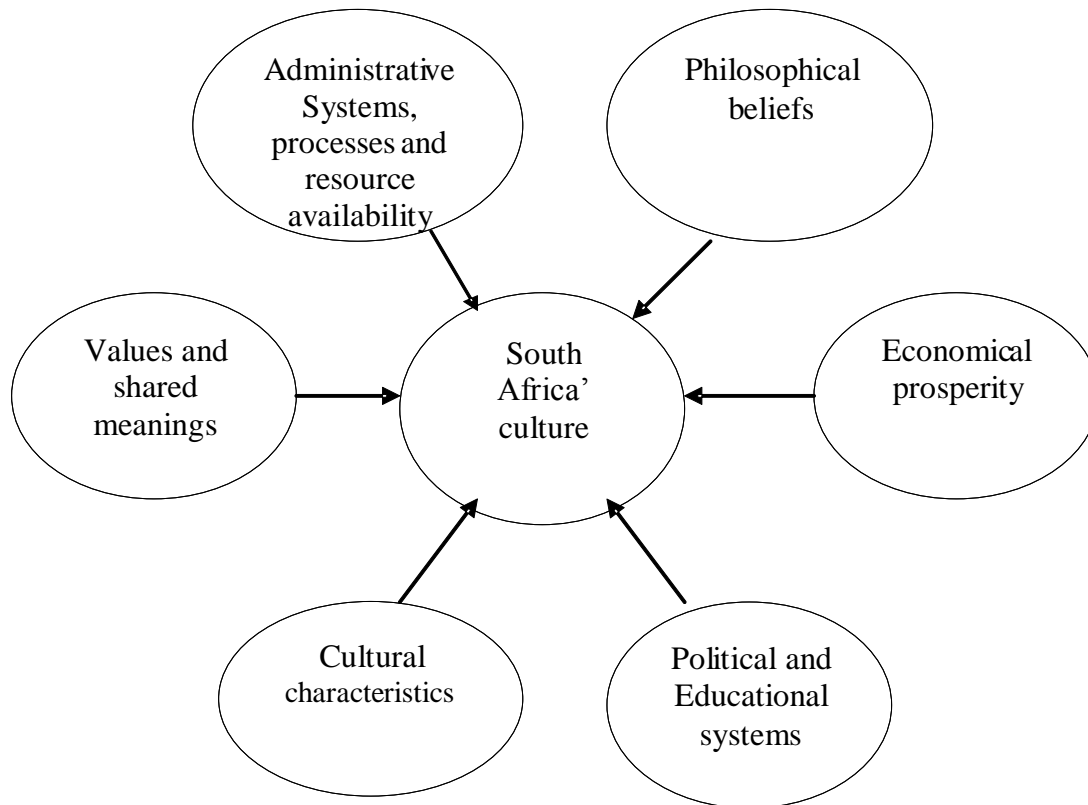 Administrative
Systems,
processes and
resource
availability
Philosophical
beliefs
Values and
shared
meanings
South
Africa’
culture
Economical
prosperity
Cultural
characteristics
Political and
Educational
systems